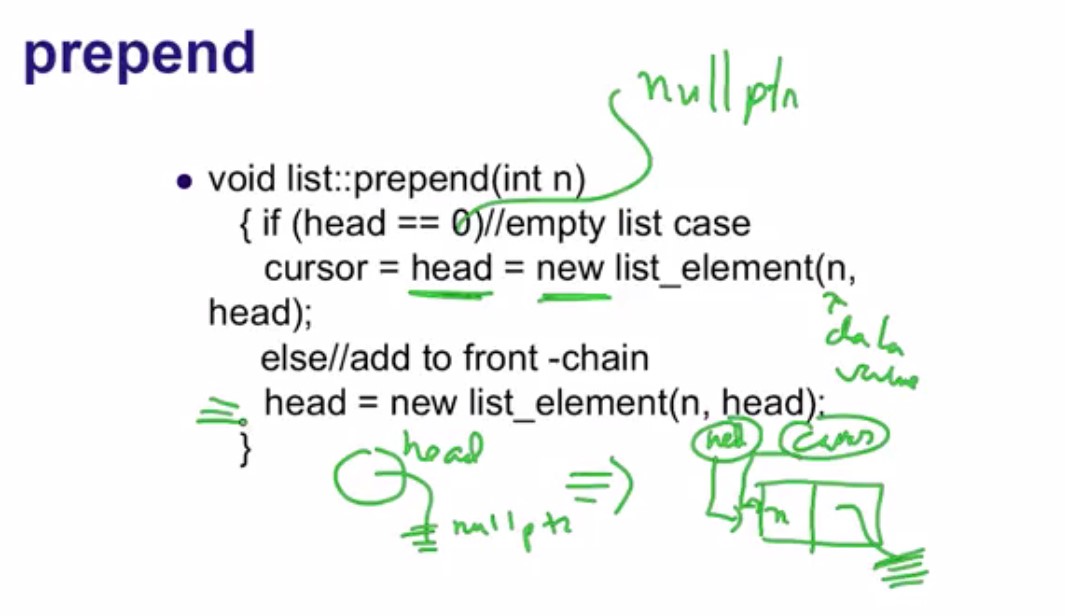 prepend
nullptr
• void list::prepend(int n)
{ if (head == 0)//empty list case
cursor = head = new list_element(n,
head);
data
value
else//add to front -chain
head = new list_element(n, head);
}
head
nullptr
head
cursor
n